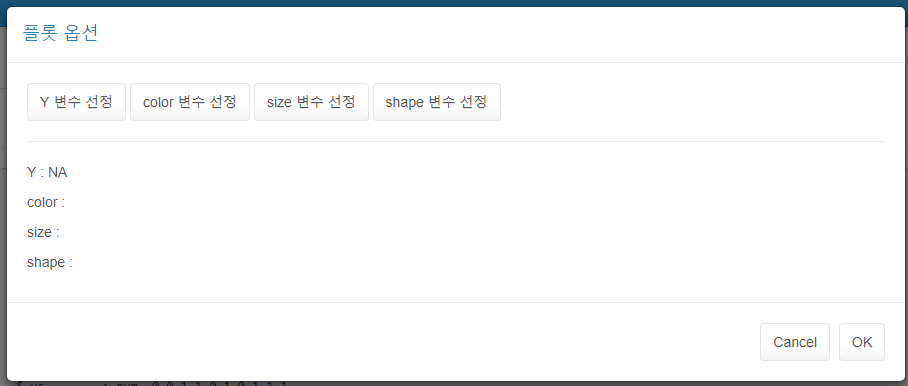 플롯 옵션
Y 변수 선정 color 변수 선정 size 변수 선정 shape 변수 선정
Y : NA
color :
size :
shape :
Cancel OK